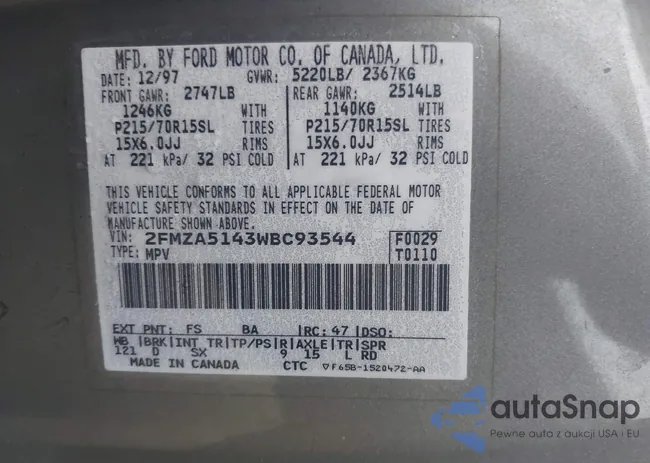 MFD. BY FORD MOTOR CO. OF CANADA, LTD.
DATE: 12/97 GVWR: 5220LB/ 2367KG
FRONT GAWR: 2747LB REAR GAWR: 2514LB
1246KG WITH 1140KG WITH
P215/70R15SL TIRES P215/70R15SL TIRES
15X6.0JJ RIMS 15X6.0JJ RIMS
AT 221 kPa/ 32 PSI COLD AT 221 kPa/ 32 PSI COLD
THIS VEHICLE CONFORMS TO ALL APPLICABLE FEDERAL MOTOR
VEHICLE SAFETY STANDARDS IN EFFECT ON THE DATE OF
MANUFACTURE SHOWN ABOVE.
VIN: 2FMZA5143WBC93544 F0029
TYPE: MPV T0110
EXT PNT: FS BA RC: 47 DSO:
WB BRK INT TR TP/PS R AXLE TR SPR
121 D SX 9 15 L RD
MADE IN CANADA CTC ▽F65B-1520472-AA
autaSnap
Pewne auto z aukcji USA i EU